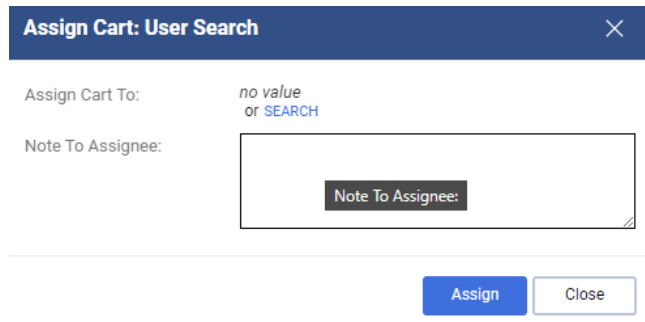 Assign Cart: User Search
Assign Cart To: no value
or SEARCH
Note To Assignee:
Note To Assignee:
Assign Close